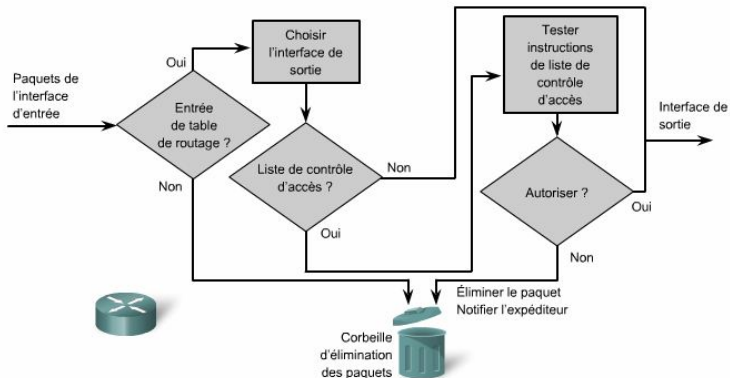 Paquets de
l'interface
d'entrée
Oui
Entrée
de table
de routage ?
Non
Choisir
l'interface de
sortie
Liste de contrôle
d'accès ?
Non
Oui
Tester
instructions
de liste de
contrôle
d'accès
Autoriser ?
Oui
Non
Interface de
sortie
Éliminer le paquet
Notifier l'expéditeur
Corbeille
d'élimination
des paquets